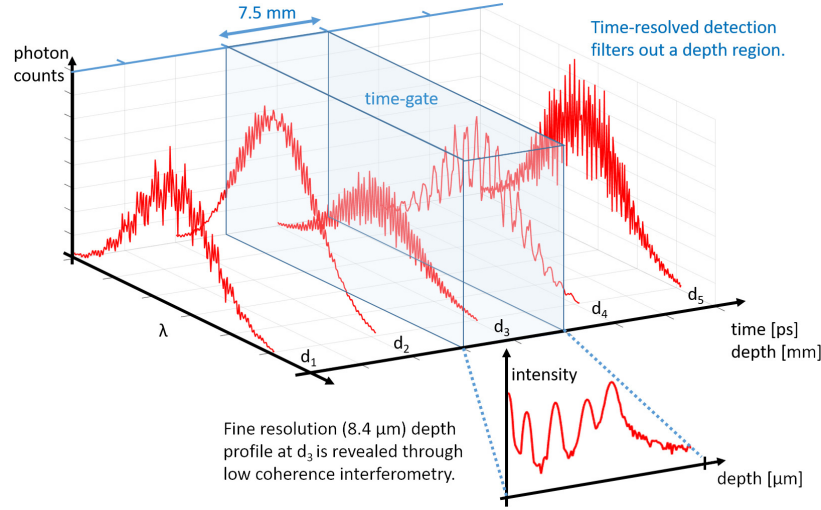 7.5 mm
Time-resolved detection
filters out a depth region.
photon
counts
time-gate
λ
d1
d2
d3
d4
d5
time [ps]
depth [mm]
intensity
Fine resolution (8.4 µm) depth
profile at d3 is revealed through
low coherence interferometry.
depth [µm]